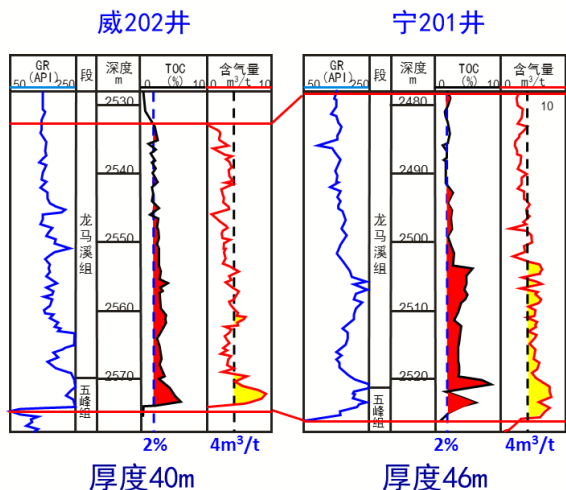 威202井
GR
(API)
50 250
段
深度
m
TOC
(%)
0 10
含气量
m³/t
0 10
2530
2540
2550
2560
2570
龙马溪组
五峰组
2%
4m³/t
厚度40m
宁201井
GR
(API)
50 250
段
深度
m
TOC
(%)
0 10
含气量
m³/t
0 10
10
2480
2490
2500
2510
2520
龙马溪组
五峰组
2%
4m³/t
厚度46m